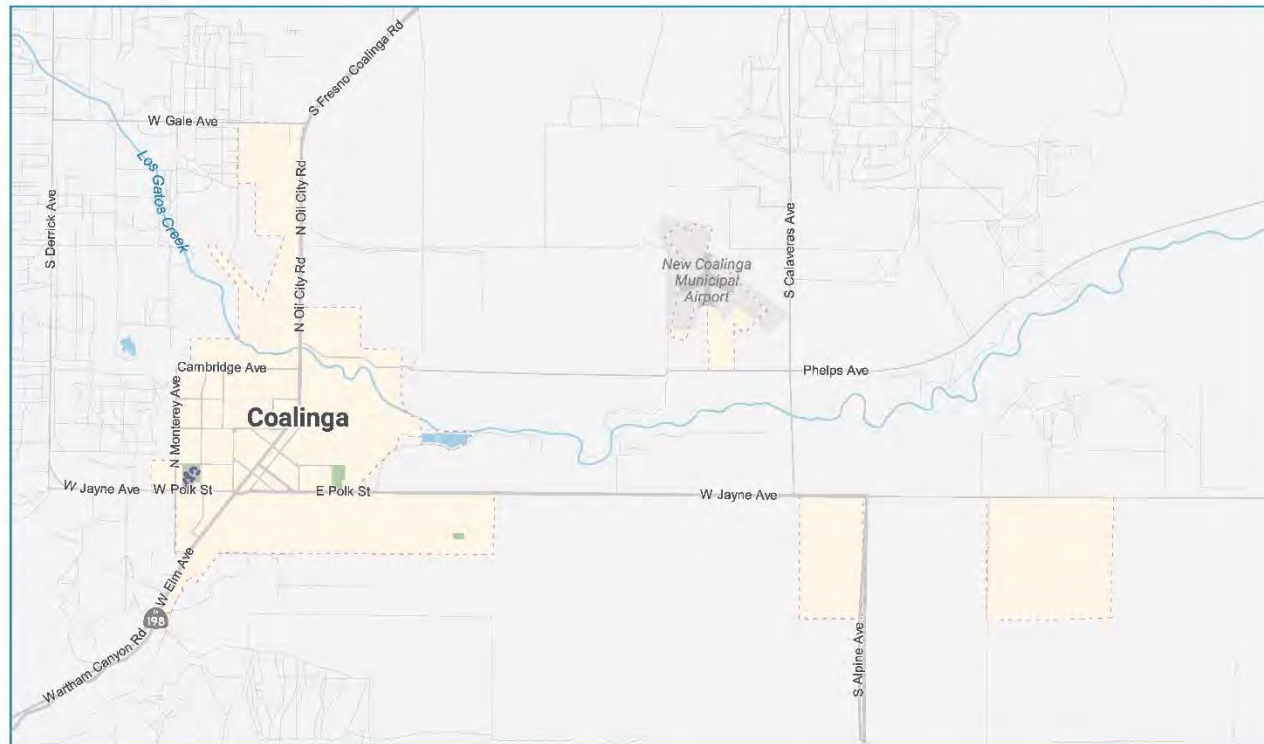 S Fresno Coalinga Rd
W Gale Ave
Los Gatos Creek
N Oil City Rd
S Derrick Ave
S Calaveras Ave
New Coalinga
Municipal
Airport
N Oil City Rd
Cambridge Ave
Phelps Ave
N Monterey Ave
Coalinga
W Jayne Ave
W Polk St
E Polk St
W Jayne Ave
W Elm Ave
198
Wartham Canyon Rd
S Alpine Ave